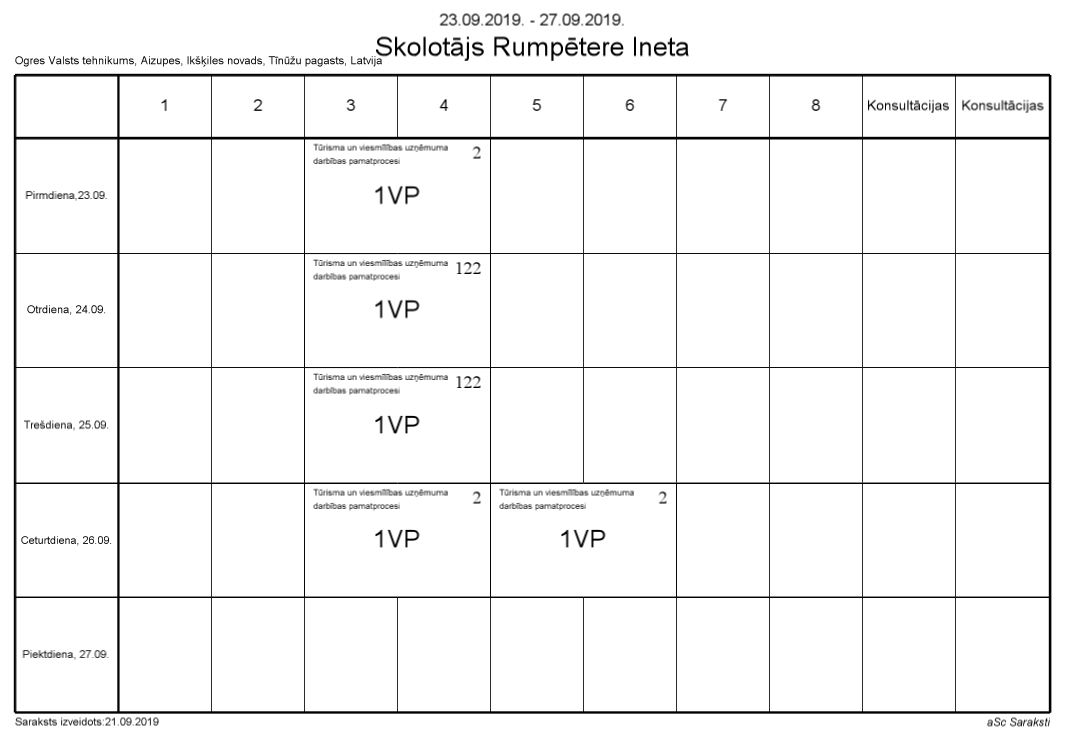 23.09.2019. - 27.09.2019.
Skolotājs Rumpētere Ineta
Ogres Valsts tehnikums, Aizupes, Ikšķiles novads, Tīnūžu pagasts, Latvija
1 2 3 4 5 6 7 8 Konsultācijas Konsultācijas
Pirmdiena,23.09.
Tūrisma un viesmīlības uzņēmuma 2
darbības pamatprocesi
1VP
Otrdiena, 24.09.
Tūrisma un viesmīlības uzņēmuma 122
darbības pamatprocesi
1VP
Trešdiena, 25.09.
Tūrisma un viesmīlības uzņēmuma 122
darbības pamatprocesi
1VP
Ceturtdiena, 26.09.
Tūrisma un viesmīlības uzņēmuma 2
darbības pamatprocesi
1VP
Tūrisma un viesmīlības uzņēmuma 2
darbības pamatprocesi
1VP
Piektdiena, 27.09.
Saraksts izveidots:21.09.2019
aSc Saraksti